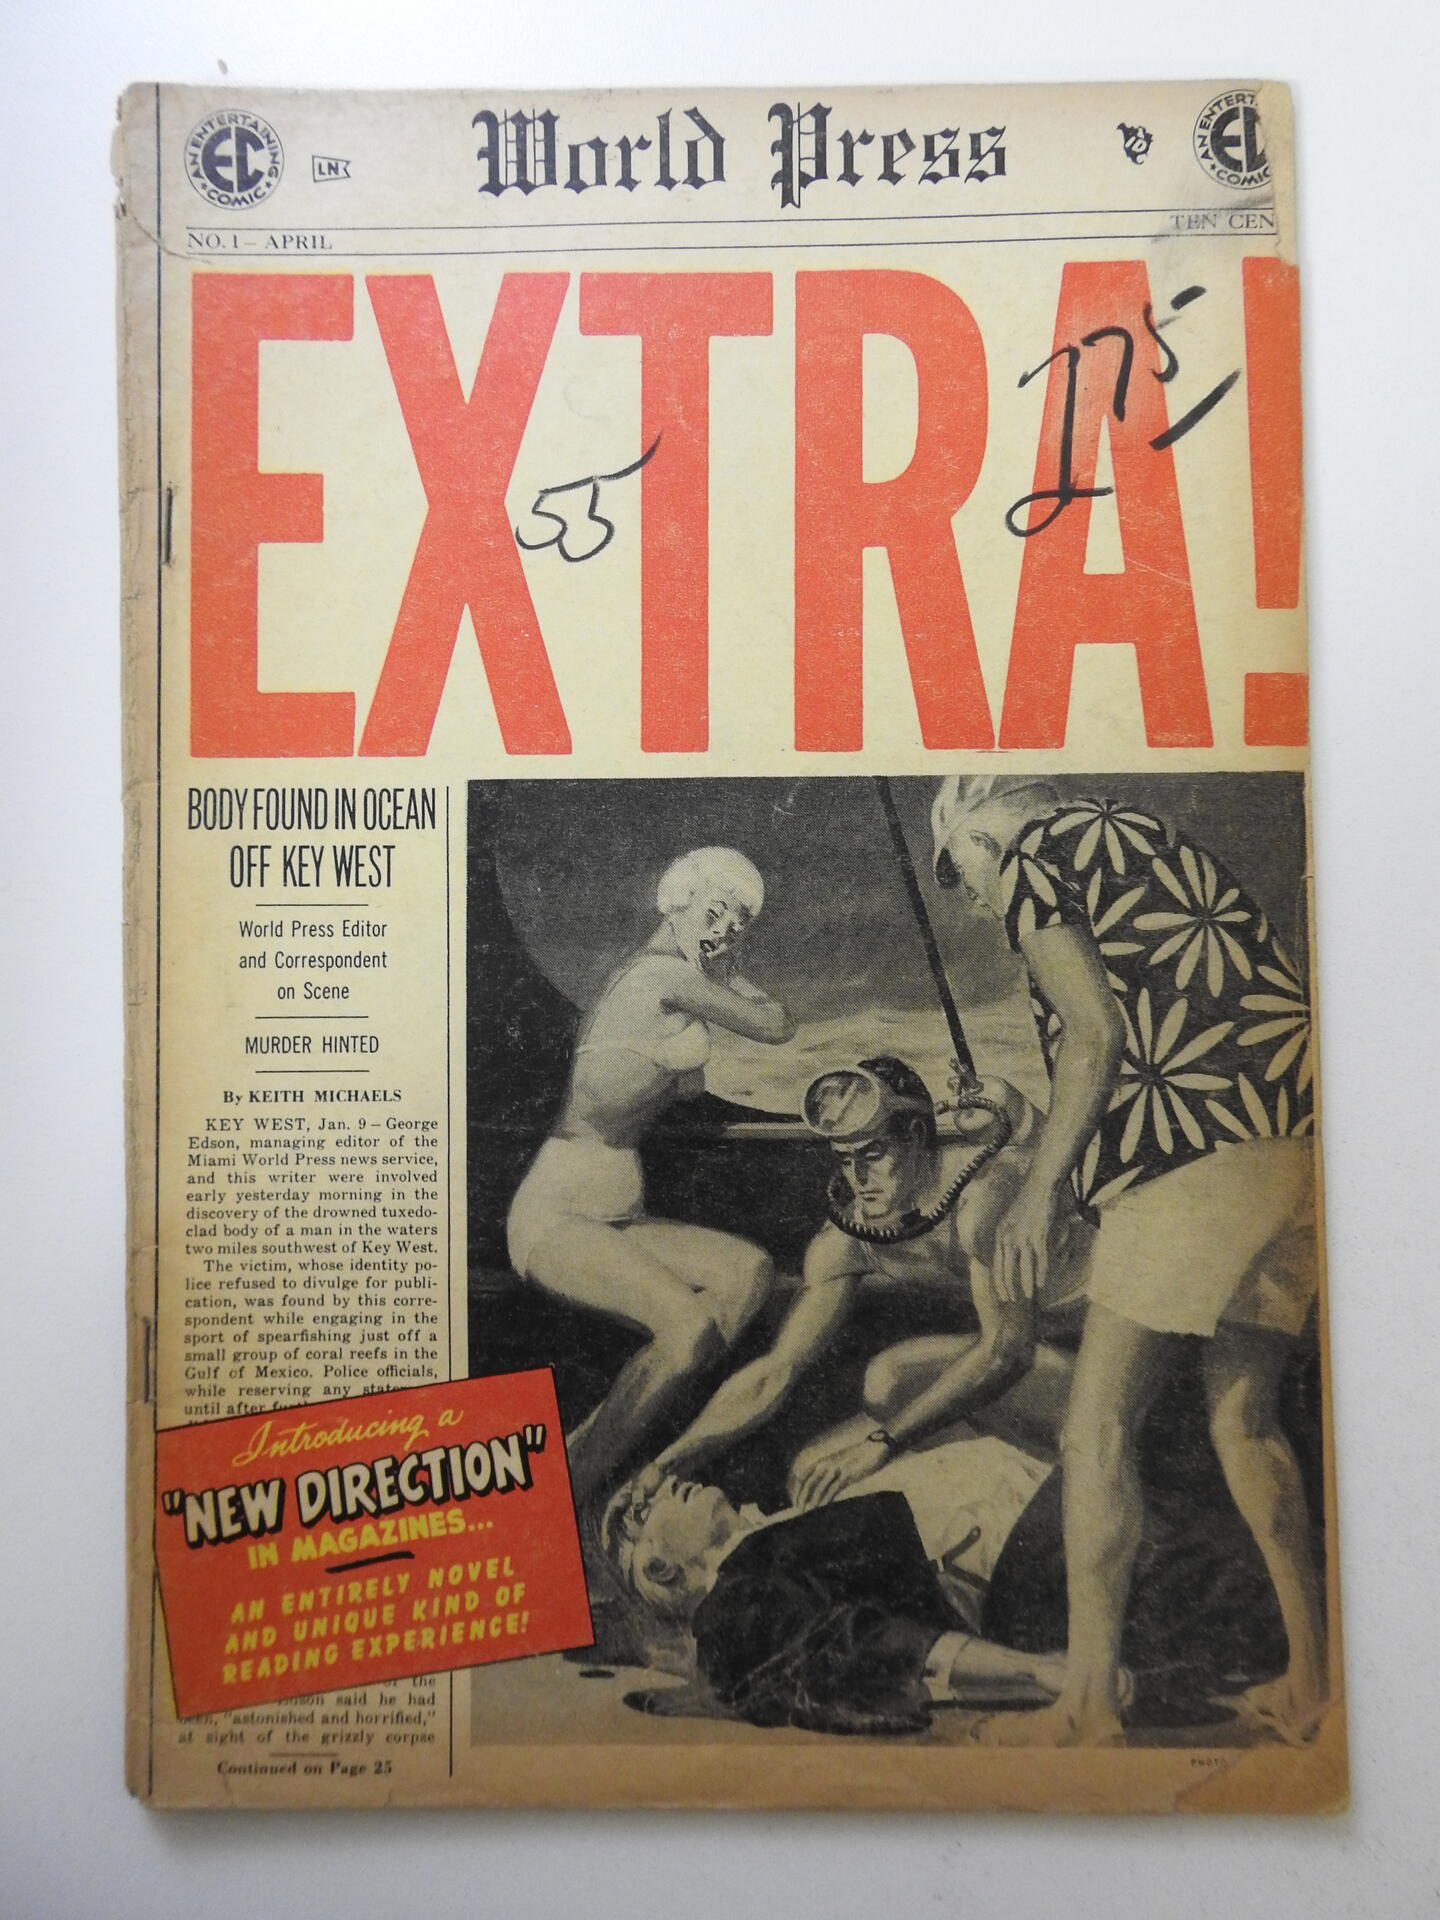 AN ENTERTAINING
EC
COMIC
LN
World Press
AN ENTERT
EC
COMIC
NO. 1 — APRIL
TEN CEN
EXTRA!
55
275
BODY FOUND IN OCEAN
OFF KEY WEST
World Press Editor
and Correspondent
on Scene
MURDER HINTED
By KEITH MICHAELS
KEY WEST, Jan. 9 – George
Edson, managing editor of the
Miami World Press news service,
and this writer were involved
early yesterday morning in the
discovery of the drowned tuxedo-
clad body of a man in the waters
two miles southwest of Key West.
The victim, whose identity po-
lice refused to divulge for publi-
cation, was found by this corre-
spondent while engaging in the
sport of spearfishing just off a
small group of coral reefs in the
Gulf of Mexico. Police officials,
while reserving any
until after
Introducing a
"NEW DIRECTION"
IN MAGAZINES...
AN ENTIRELY NOVEL
AND UNIQUE KIND OF
READING EXPERIENCE!
the
said he had
"astonished and horrified,"
at sight of the grizzly corpse
Continued on Page 25
PHOTO